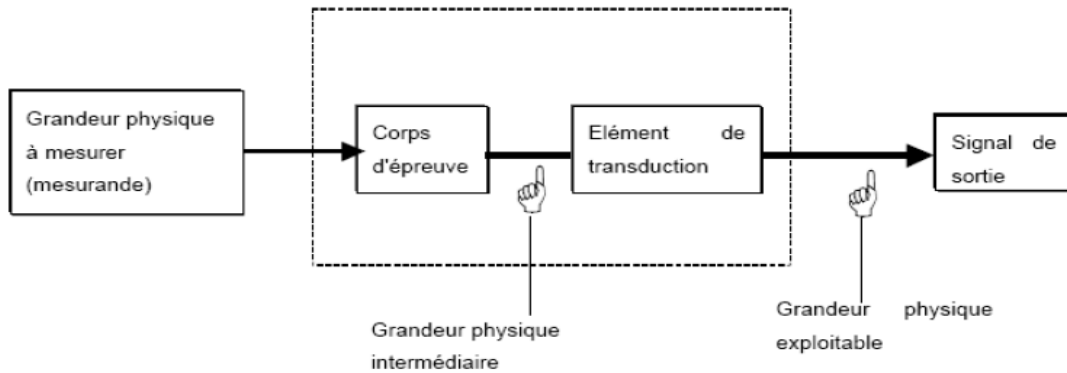 Grandeur physique
à mesurer
(mesurande)
Corps
d'épreuve
Elément de
transduction
Signal de
sortie
Grandeur physique
intermédiaire
Grandeur physique
exploitable